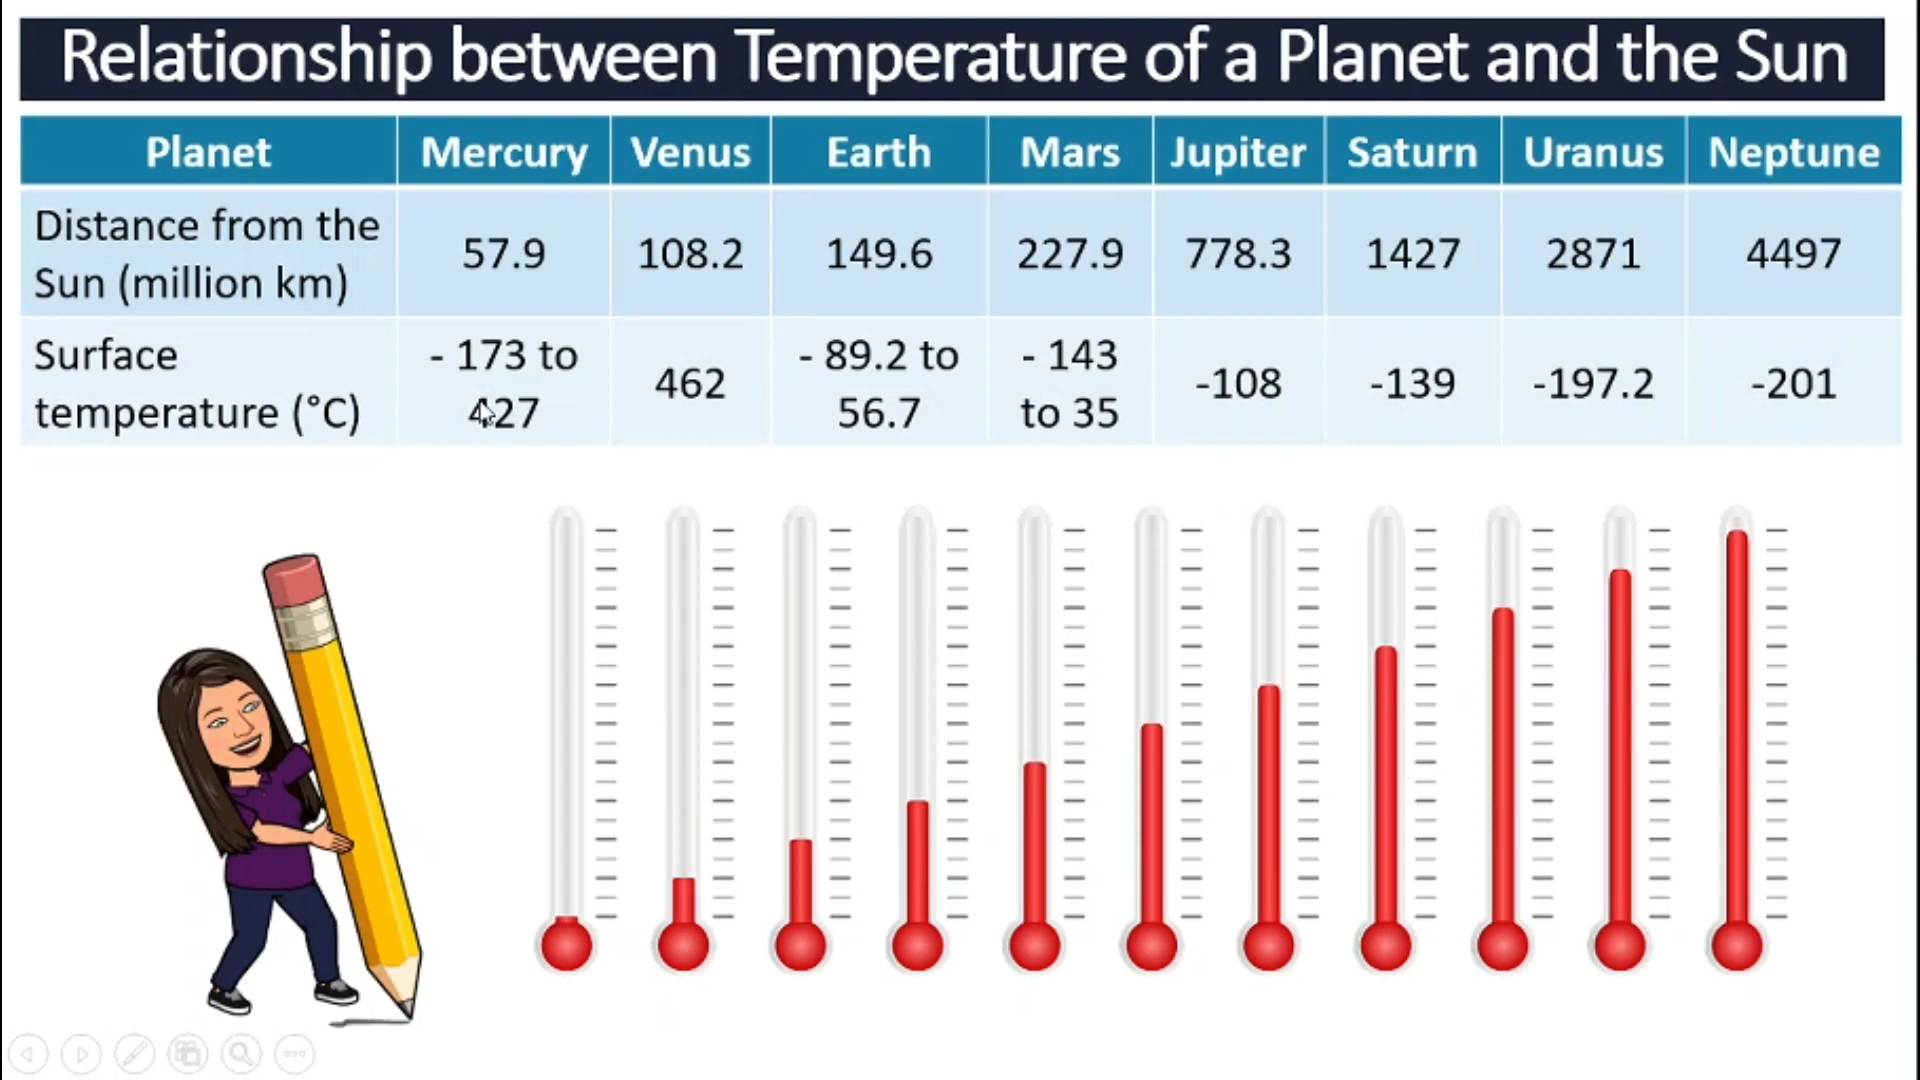 Relationship between Temperature of a Planet and the Sun
Planet Mercury Venus Earth Mars Jupiter Saturn Uranus Neptune
Distance from the
Sun (million km) 57.9 108.2 149.6 227.9 778.3 1427 2871 4497
Surface
temperature (°C) - 173 to
427 462 - 89.2 to
56.7 - 143
to 35 -108 -139 -197.2 -201